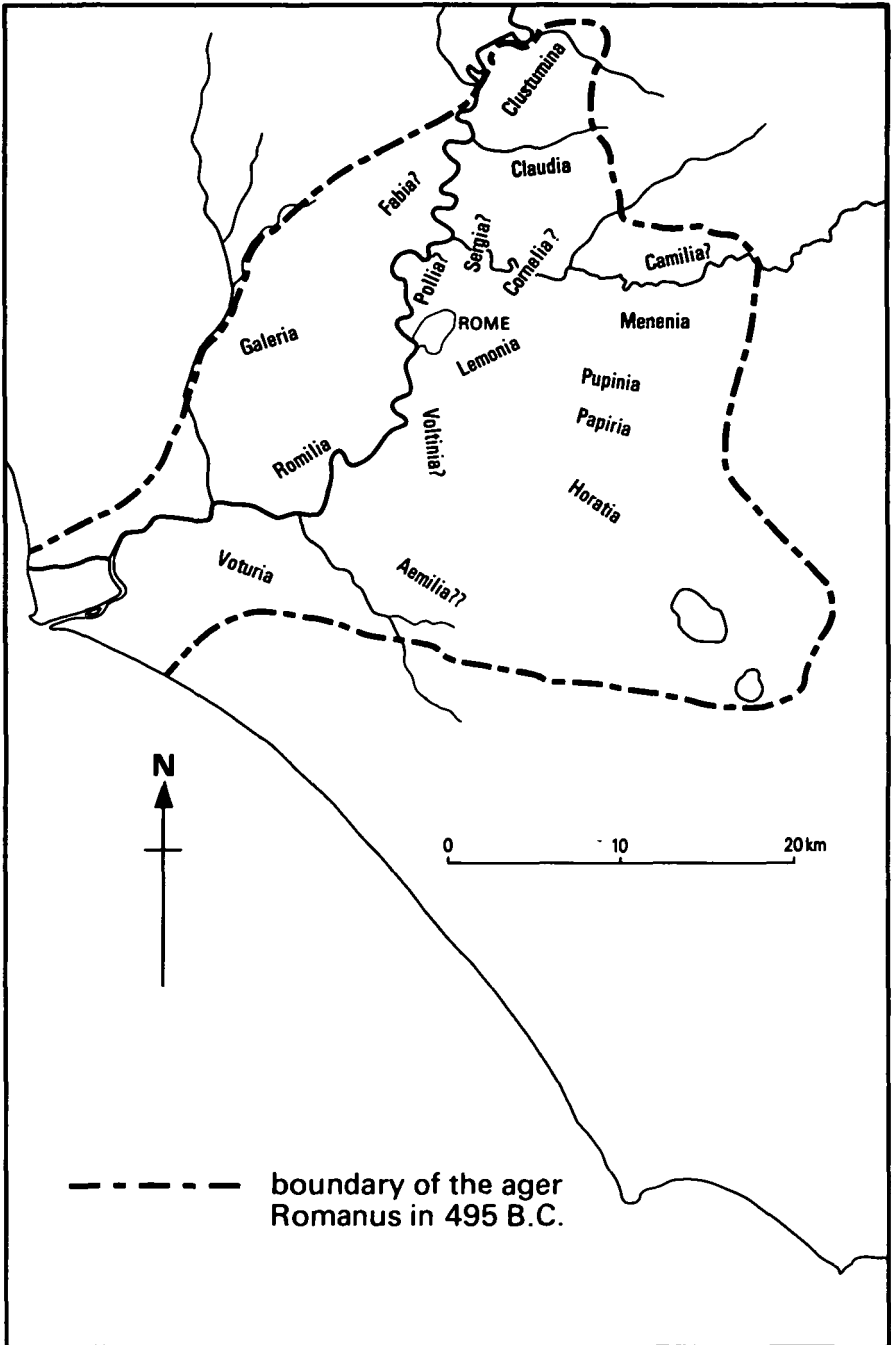 Clustumina
Claudia
Fabia?
Sergia?
Cornelia?
Camilia?
Pollia?
ROME
Menenia
Galeria
Lemonia
Pupinia
Papiria
Romilia
Voltinia?
Horatia
Voturia
Aemilia??
N
0 10 20 km
boundary of the ager
Romanus in 495 B.C.